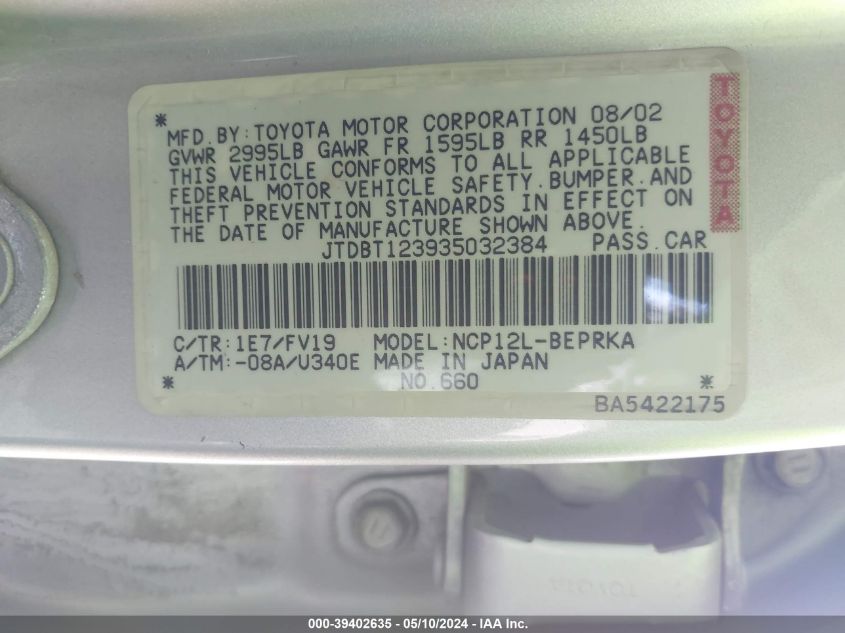 * MFD.BY:TOYOTA MOTOR CORPORATION 08/02
GVWR 2995LB GAWR FR 1595LB RR 1450LB
THIS VEHICLE CONFORMS TO ALL APPLICABLE
FEDERAL MOTOR VEHICLE SAFETY.BUMPER.AND
THEFT PREVENTION STANDARDS IN EFFECT ON
THE DATE OF MANUFACTURE SHOWN ABOVE.
JTDBT123935032384 PASS.CAR
TOYOTA
C/TR:1E7/FV19 MODEL:NCP12L-BEPRKA
A/TM:-08A/U340E MADE IN JAPAN
* NO.660 *
BA5422175
000-39402635 - 05/10/2024 - IAA Inc.